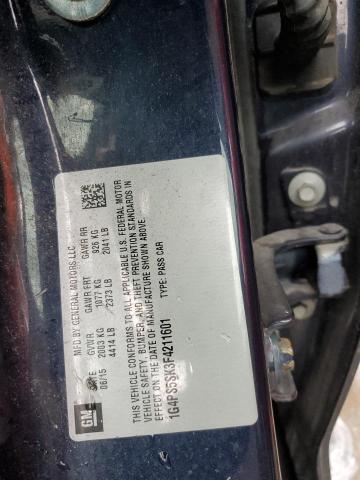 MFD BY GENERAL MOTORS LLC
GVWR GAWR FRT GAWR RR
06/15 2003 KG 1077 KG 926 KG
4414 LB 2373 LB 2041 LB
THIS VEHICLE CONFORMS TO ALL APPLICABLE U.S. FEDERAL MOTOR
VEHICLE SAFETY, BUMPER, AND THEFT PREVENTION STANDARDS IN
EFFECT ON THE DATE OF MANUFACTURE SHOWN ABOVE.
1G4PS5SK3F4211601 TYPE: PASS CAR
GM